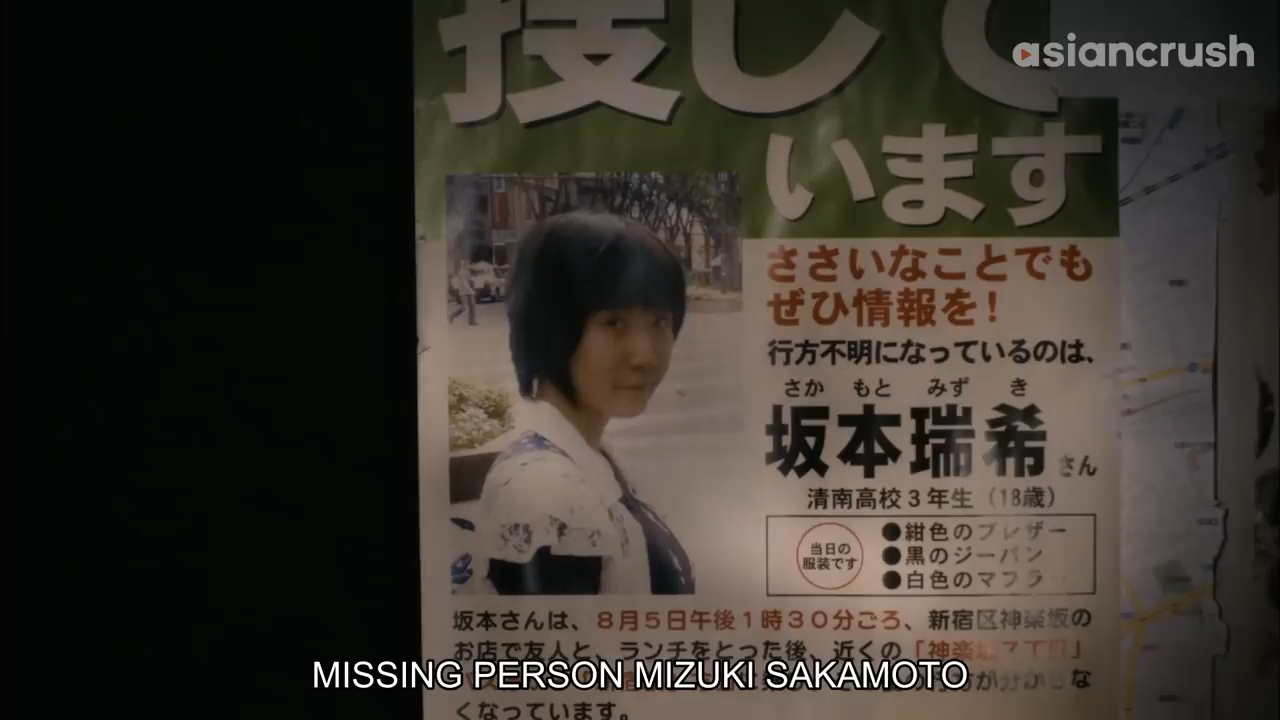 捜して
asiancrush
います
ささいなことでも
ぜひ情報を!
行方不明になっているのは、
さか もと みず き
坂本瑞希さん
清南高校3年生(18歳)
当日の
服装です
●紺色のブレザー
●黒のジーパン
●白色のマフラー
坂本さんは、8月5日午後1時30分ごろ、新宿区神楽坂の
お店で友人と、ランチをとった後、近くの「神楽坂
MISSING PERSON MIZUKI SAKAMOTO
くなっています。